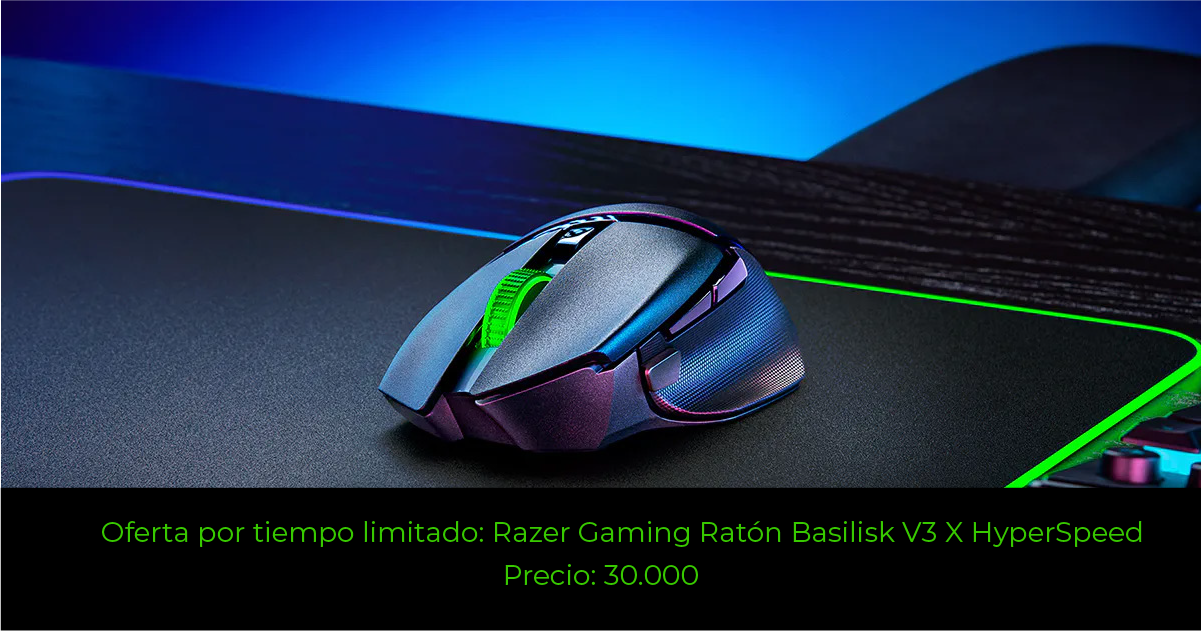 Oferta por tiempo limitado: Razer Gaming Ratón Basilisk V3 X HyperSpeed
Precio: 30.000